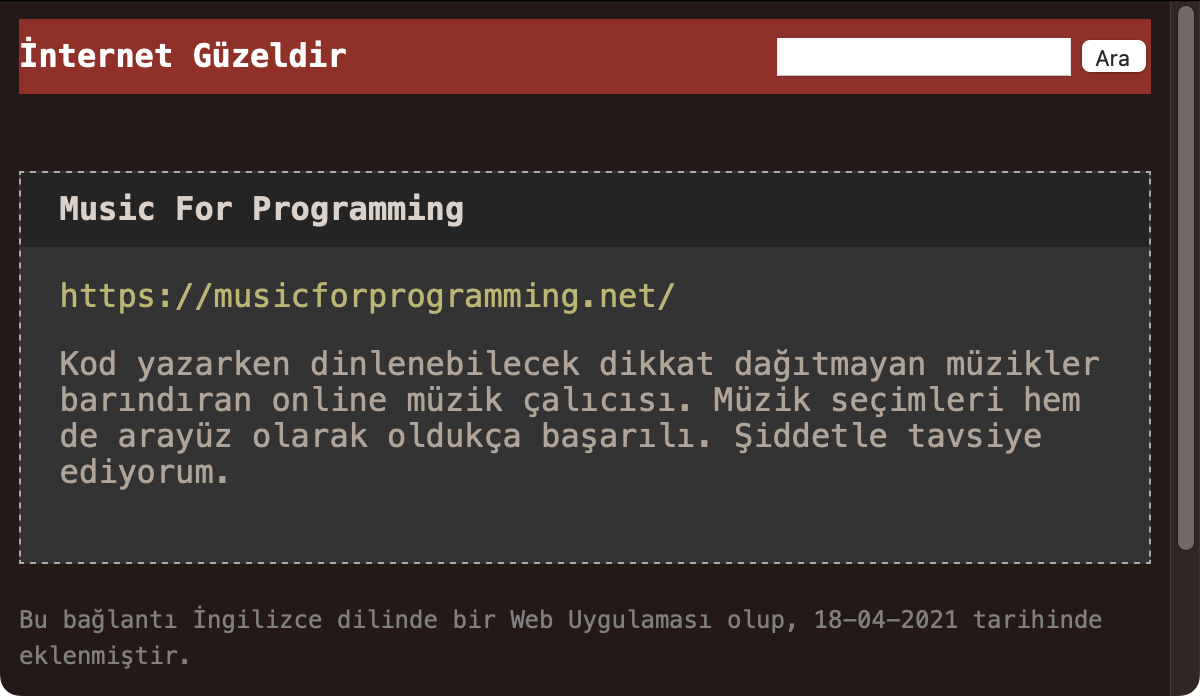 İnternet Güzeldir
Ara
Music For Programming
https://musicforprogramming.net/
Kod yazarken dinlenebilecek dikkat dağıtmayan müzikler
barındıran online müzik çalıcısı. Müzik seçimleri hem
de arayüz olarak oldukça başarılı. Şiddetle tavsiye
ediyorum.
Bu bağlantı İngilizce dilinde bir Web Uygulaması olup, 18-04-2021 tarihinde
eklenmiştir.